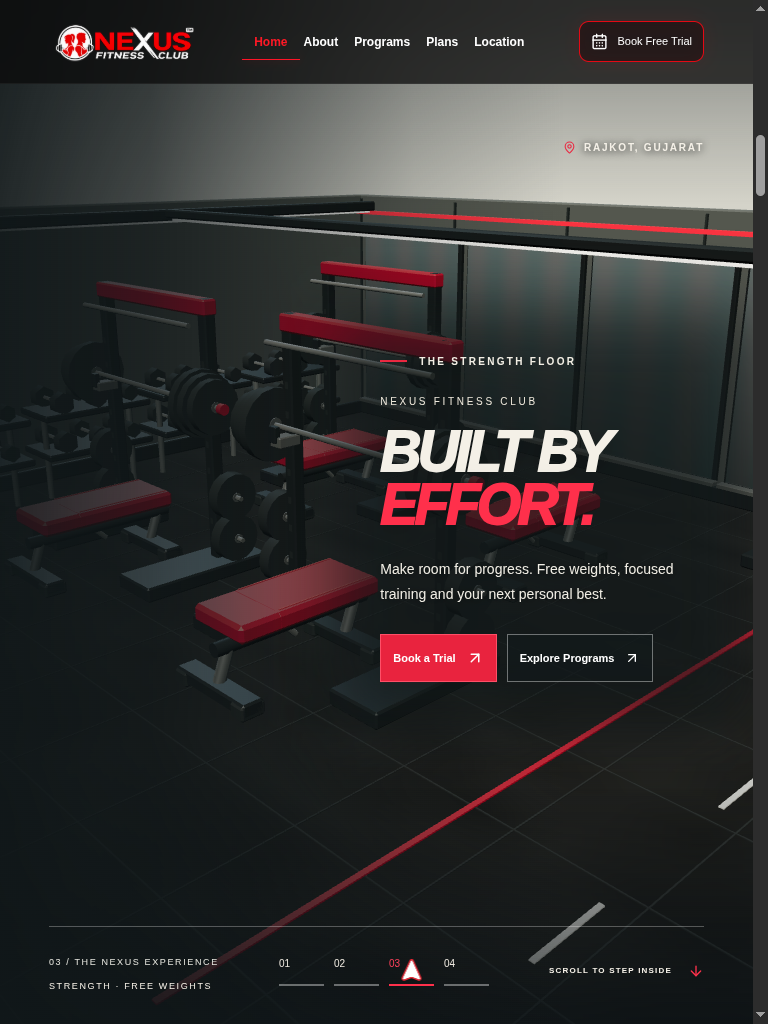 NEXUS
FITNESS CLUB
TM
Home
About
Programs
Plans
Location
Book Free Trial
RAJKOT, GUJARAT
THE STRENGTH FLOOR
NEXUS FITNESS CLUB
BUILT BY
EFFORT.
Make room for progress. Free weights, focused
training and your next personal best.
Book a Trial
Explore Programs
03 / THE NEXUS EXPERIENCE
STRENGTH · FREE WEIGHTS
01
02
03
04
SCROLL TO STEP INSIDE